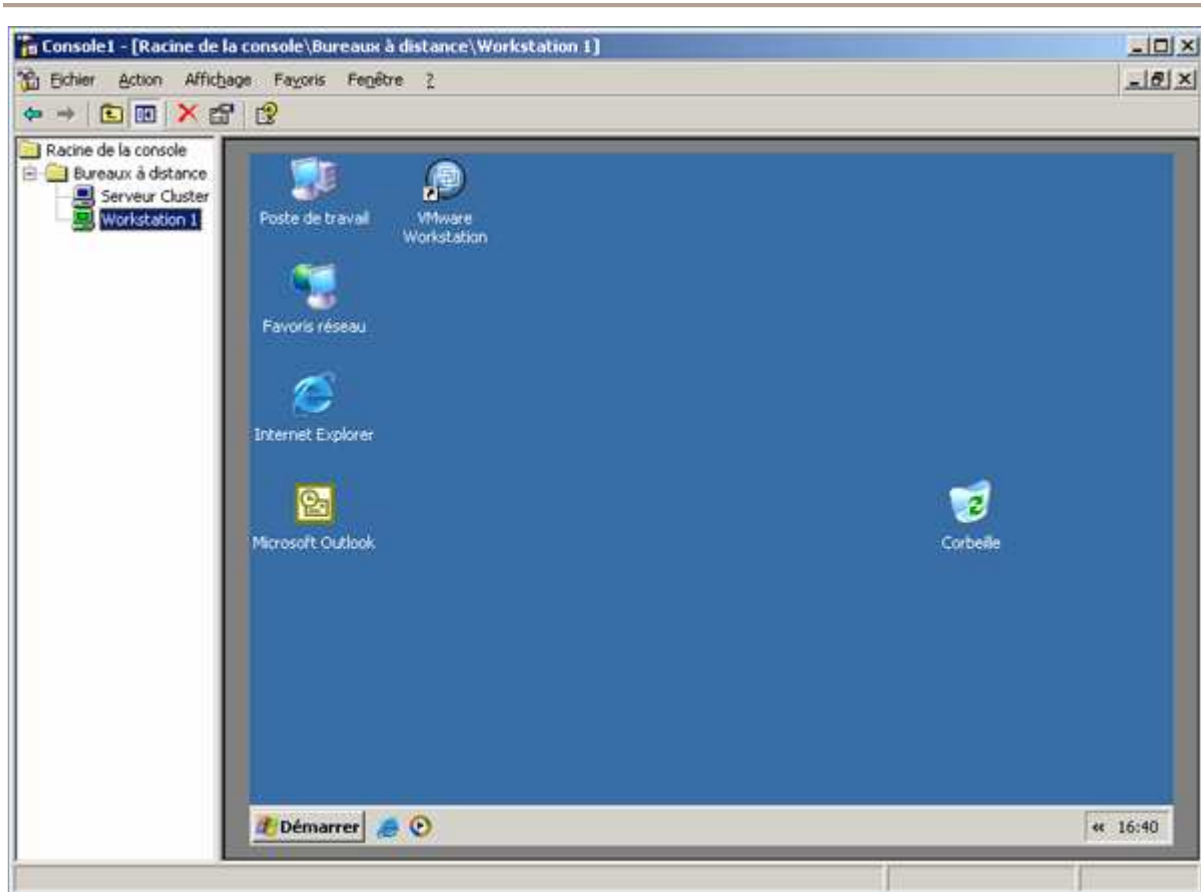 Console1 - [Racine de la console\Bureaux à distance\Workstation 1]
Fichier Action Affichage Favoris Fenêtre ?
Racine de la console
Bureaux à distance
Serveur Cluster
Workstation 1
Poste de travail
VMware
Workstation
Favoris réseau
Internet Explorer
Microsoft Outlook
Corbeille
Démarrer
« 16:40